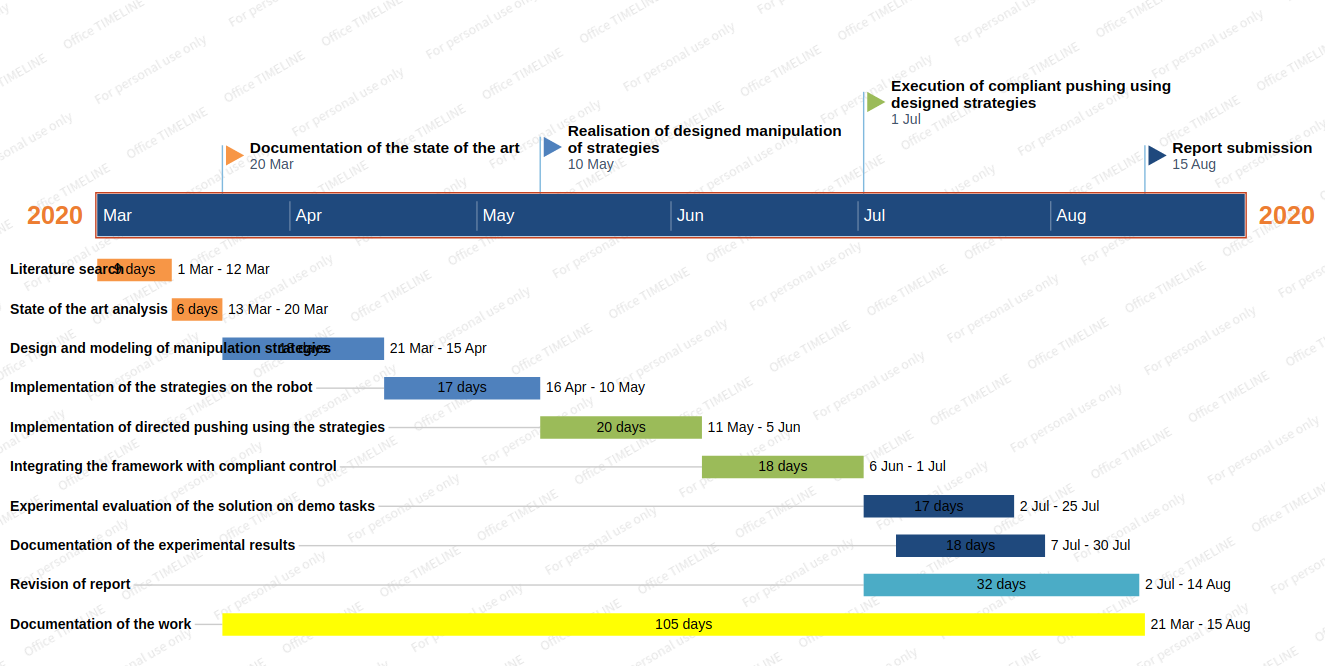 Execution of compliant pushing using
designed strategies
1 Jul
Realisation of designed manipulation
of strategies
10 May
Documentation of the state of the art
20 Mar
Report submission
15 Aug
2020
Mar
Apr
May
Jun
Jul
Aug
2020
Literature search
9 days
1 Mar - 12 Mar
State of the art analysis
6 days
13 Mar - 20 Mar
Design and modeling of manipulation strategies
18 days
21 Mar - 15 Apr
Implementation of the strategies on the robot
17 days
16 Apr - 10 May
Implementation of directed pushing using the strategies
20 days
11 May - 5 Jun
Integrating the framework with compliant control
18 days
6 Jun - 1 Jul
Experimental evaluation of the solution on demo tasks
17 days
2 Jul - 25 Jul
Documentation of the experimental results
18 days
7 Jul - 30 Jul
Revision of report
32 days
2 Jul - 14 Aug
Documentation of the work
105 days
21 Mar - 15 Aug
For personal use only
Office TIMELINE